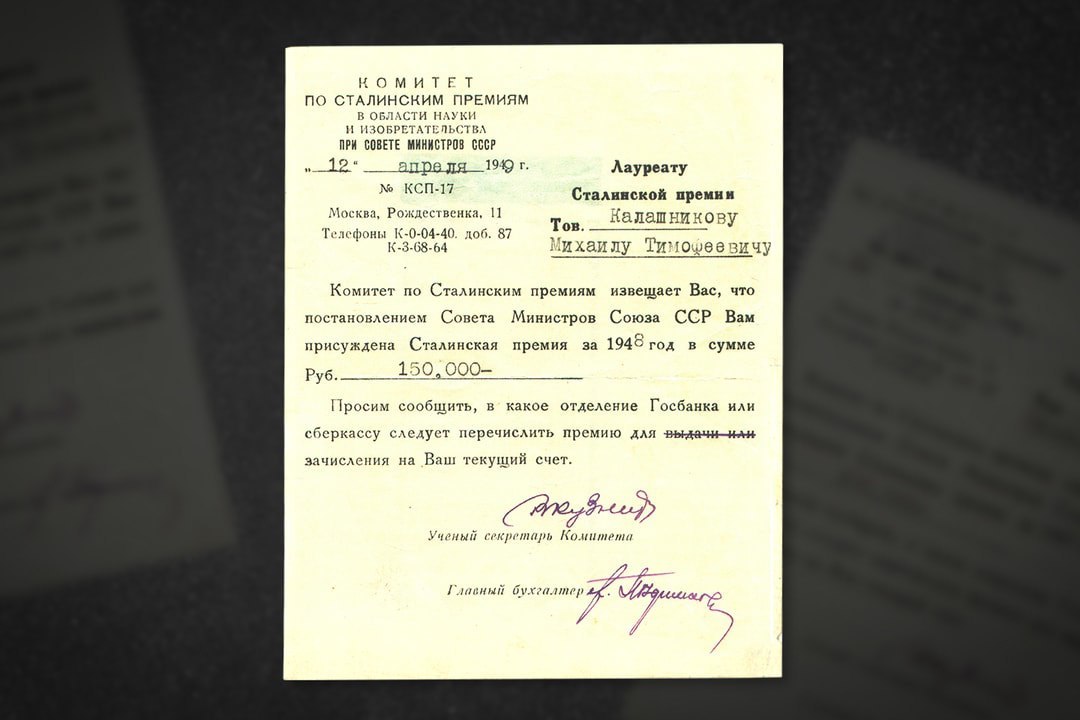 КОМИТЕТ
ПО СТАЛИНСКИМ ПРЕМИЯМ
В ОБЛАСТИ НАУКИ
И ИЗОБРЕТАТЕЛЬСТВА
ПРИ СОВЕТЕ МИНИСТРОВ СССР
„ 12 “ апреля 1949 г.
№ КСП-17
Москва, Рождественка, 11
Телефоны К-0-04-40. доб. 87
К-3-68-64
Лауреату
Сталинской премии
Тов. Калашникову
Михаилу Тимофеевичу
Комитет по Сталинским премиям извещает Вас, что
постановлением Совета Министров Союза ССР Вам
присуждена Сталинская премия за 1948 год в сумме
Руб. 150.000-
Просим сообщить, в какое отделение Госбанка или
сберкассу следует перечислить премию для выдачи или
зачисления на Ваш текущий счет.
Ученый секретарь Комитета
Главный бухгалтер